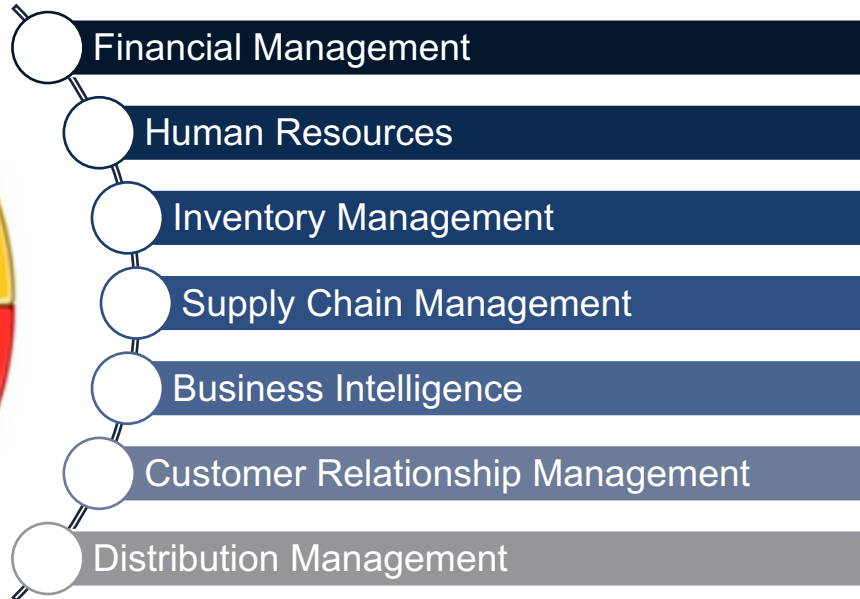 Financial Management
Human Resources
Inventory Management
Supply Chain Management
Business Intelligence
Customer Relationship Management
Distribution Management